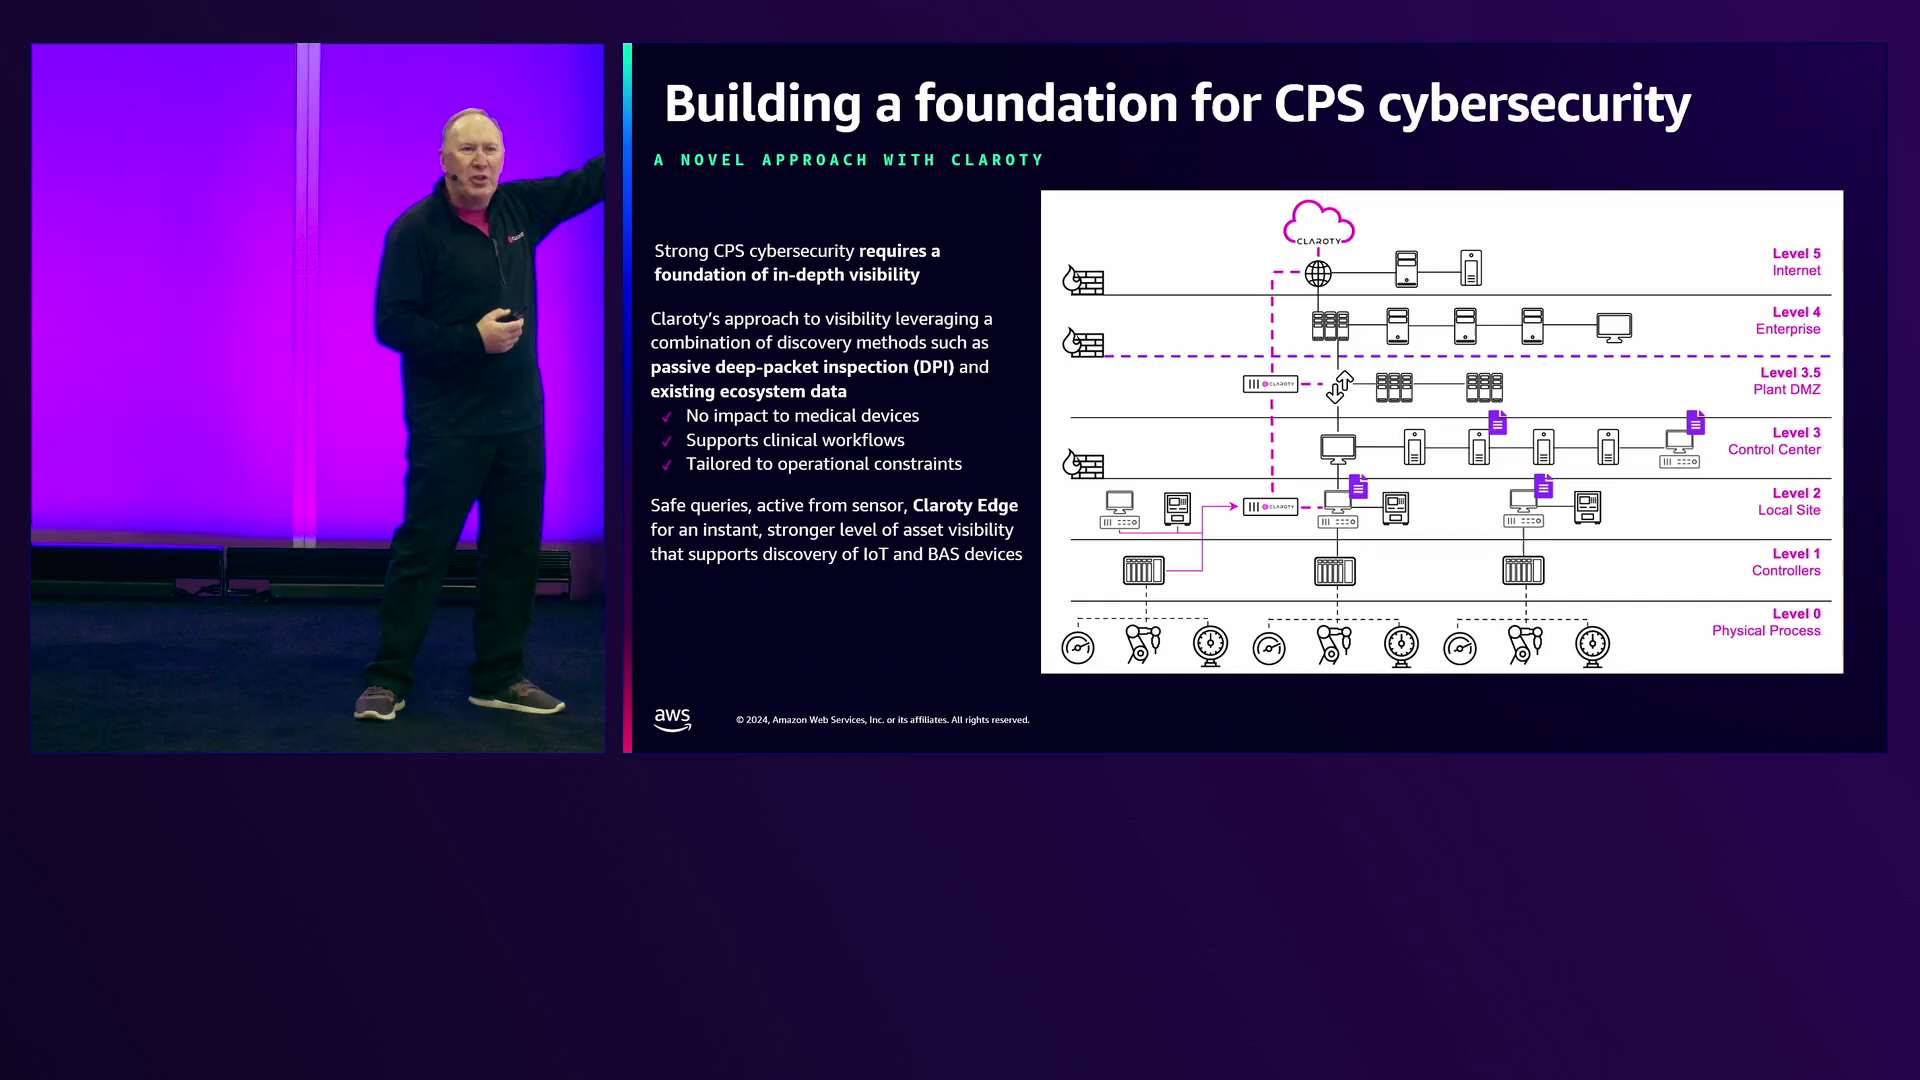 Building a foundation for CPS cybersecurity
A NOVEL APPROACH WITH CLAROTY
Strong CPS cybersecurity requires a
foundation of in-depth visibility
Claroty's approach to visibility leveraging a
combination of discovery methods such as
passive deep-packet inspection (DPI) and
existing ecosystem data
✓ No impact to medical devices
✓ Supports clinical workflows
✓ Tailored to operational constraints
Safe queries, active from sensor, Claroty Edge
for an instant, stronger level of asset visibility
that supports discovery of IoT and BAS devices
CLAROTY
Level 5
Internet
Level 4
Enterprise
Level 3.5
Plant DMZ
CLAROTY
Level 3
Control Center
Level 2
Local Site
CLAROTY
Level 1
Controllers
Level 0
Physical Process
aws
© 2024, Amazon Web Services, Inc. or its affiliates. All rights reserved.